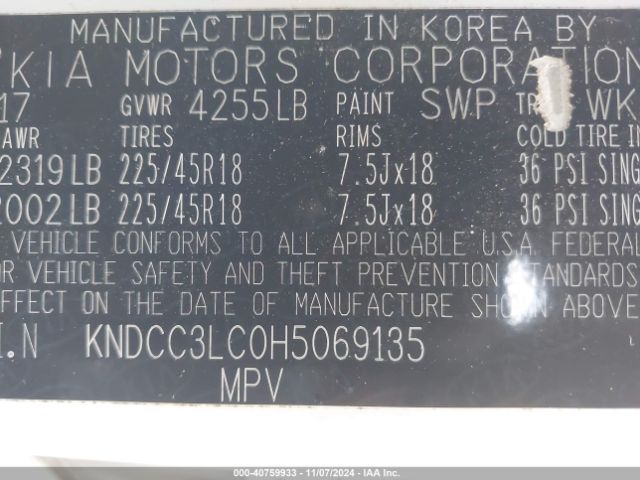 MANUFACTURED IN KOREA BY
KIA MOTORS CORPORATION
17 GVWR 4255LB PAINT SWP TR WK
AWR TIRES RIMS COLD TIRE IN
2319LB 225/45R18 7.5Jx18 36 PSI SING
2002LB 225/45R18 7.5Jx18 36 PSI SING
VEHICLE CONFORMS TO ALL APPLICABLE U.S.A. FEDERAL
OR VEHICLE SAFETY AND THEFT PREVENTION STANDARDS
EFFECT ON THE DATE OF MANUFACTURE SHOWN ABOVE
I.N KNDCC3LC0H5069135
MPV
000-40759933 - 11/07/2024 - IAA Inc.